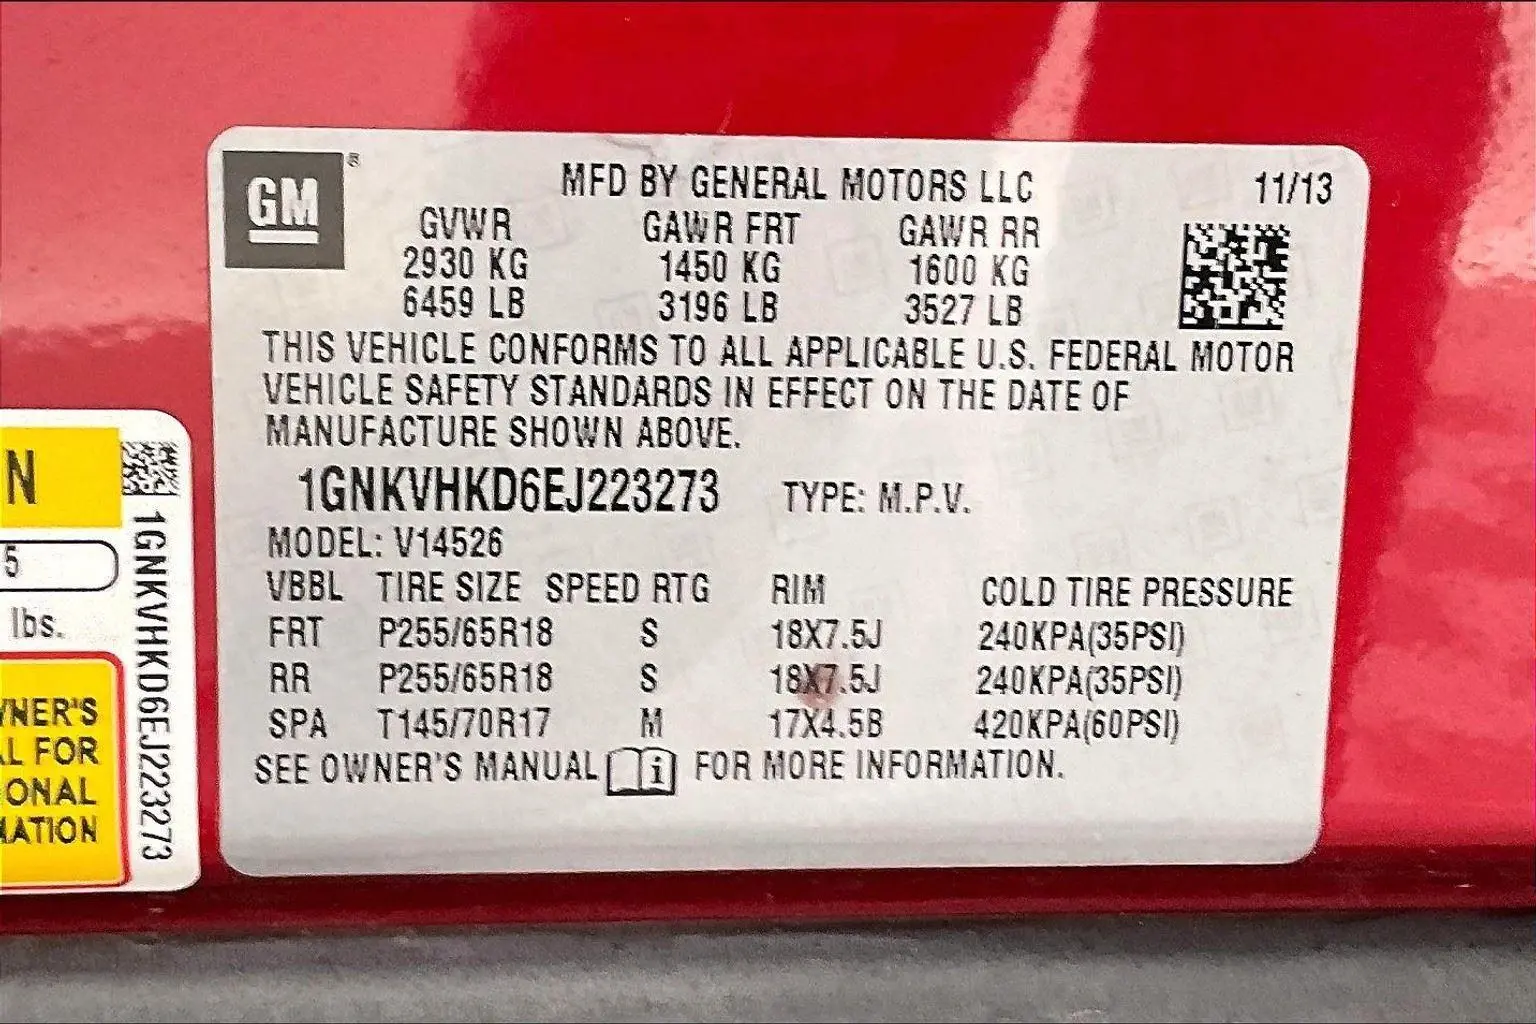 GM®
MFD BY GENERAL MOTORS LLC 11/13
GVWR GAWR FRT GAWR RR
2930 KG 1450 KG 1600 KG
6459 LB 3196 LB 3527 LB
THIS VEHICLE CONFORMS TO ALL APPLICABLE U.S. FEDERAL MOTOR
VEHICLE SAFETY STANDARDS IN EFFECT ON THE DATE OF
MANUFACTURE SHOWN ABOVE.
1GNKVHKD6EJ223273 TYPE: M.P.V.
MODEL: V14526
VBBL TIRE SIZE SPEED RTG RIM COLD TIRE PRESSURE
FRT P255/65R18 S 18X7.5J 240KPA(35PSI)
RR P255/65R18 S 18X7.5J 240KPA(35PSI)
SPA T145/70R17 M 17X4.5B 420KPA(60PSI)
SEE OWNER'S MANUAL i FOR MORE INFORMATION.
N
5
lbs.
NER'S
L FOR
ONAL
MATION
1GNKVHKD6EJ223273